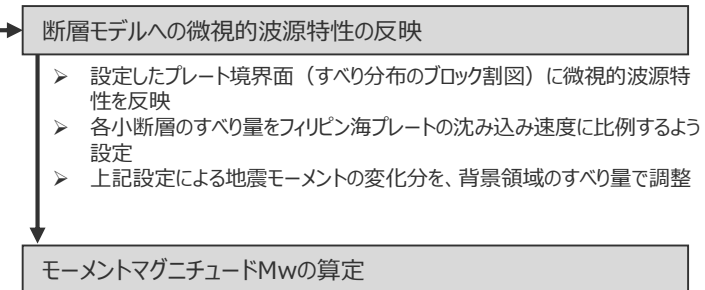 断層モデルへの微視的波源特性の反映
➢ 設定したプレート境界面（すべり分布のブロック割図）に微視的波源特
性を反映
➢ 各小断層のすべり量をフィリピン海プレートの沈み込み速度に比例するよう
設定
➢ 上記設定による地震モーメントの変化分を、背景領域のすべり量で調整
モーメントマグニチュードMwの算定